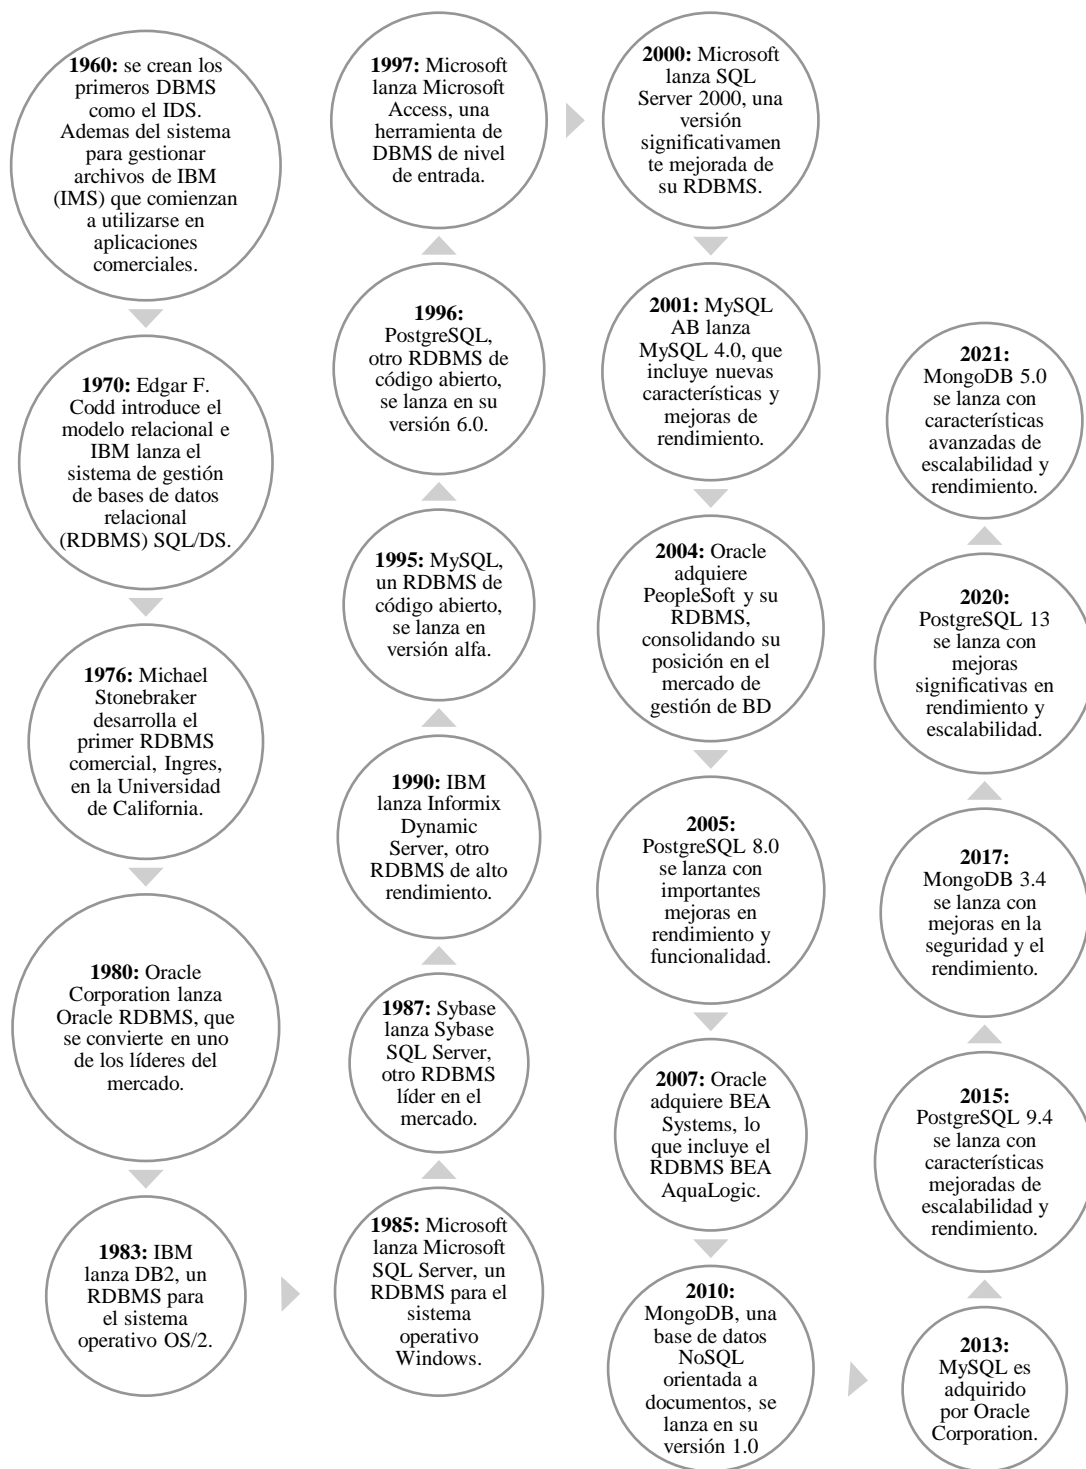 1960: se crean los
primeros DBMS
como el IDS.
Ademas del sistema
para gestionar
archivos de IBM
(IMS) que comienzan
a utilizarse en
aplicaciones
comerciales.
1970: Edgar F.
Codd introduce el
modelo relacional e
IBM lanza el
sistema de gestión
de bases de datos
relacional
(RDBMS) SQL/DS.
1976: Michael
Stonebraker
desarrolla el
primer RDBMS
comercial, Ingres,
en la Universidad
de California.
1980: Oracle
Corporation lanza
Oracle RDBMS, que
se convierte en uno
de los líderes del
mercado.
1983: IBM
lanza DB2, un
RDBMS para
el sistema
operativo OS/2.
1985: Microsoft
lanza Microsoft
SQL Server, un
RDBMS para el
sistema
operativo
Windows.
1987: Sybase
lanza Sybase
SQL Server,
otro RDBMS
líder en el
mercado.
1990: IBM
lanza Informix
Dynamic
Server, otro
RDBMS de alto
rendimiento.
1995: MySQL,
un RDBMS de
código abierto,
se lanza en
versión alfa.
1996:
PostgreSQL,
otro RDBMS de
código abierto,
se lanza en su
versión 6.0.
1997: Microsoft
lanza Microsoft
Access, una
herramienta de
DBMS de nivel
de entrada.
2000: Microsoft
lanza SQL
Server 2000, una
versión
significativamen
te mejorada de
su RDBMS.
2001: MySQL
AB lanza
MySQL 4.0, que
incluye nuevas
características y
mejoras de
rendimiento.
2004: Oracle
adquiere
PeopleSoft y su
RDBMS,
consolidando su
posición en el
mercado de
gestión de BD
2005:
PostgreSQL 8.0
se lanza con
importantes
mejoras en
rendimiento y
funcionalidad.
2007: Oracle
adquiere BEA
Systems, lo
que incluye el
RDBMS BEA
AquaLogic.
2010:
MongoDB, una
base de datos
NoSQL
orientada a
documentos, se
lanza en su
versión 1.0
2013:
MySQL es
adquirido
por Oracle
Corporation.
2015:
PostgreSQL 9.4
se lanza con
características
mejoradas de
escalabilidad y
rendimiento.
2017:
MongoDB 3.4
se lanza con
mejoras en la
seguridad y el
rendimiento.
2020:
PostgreSQL 13
se lanza con
mejoras
significativas en
rendimiento y
escalabilidad.
2021:
MongoDB 5.0
se lanza con
características
avanzadas de
escalabilidad y
rendimiento.